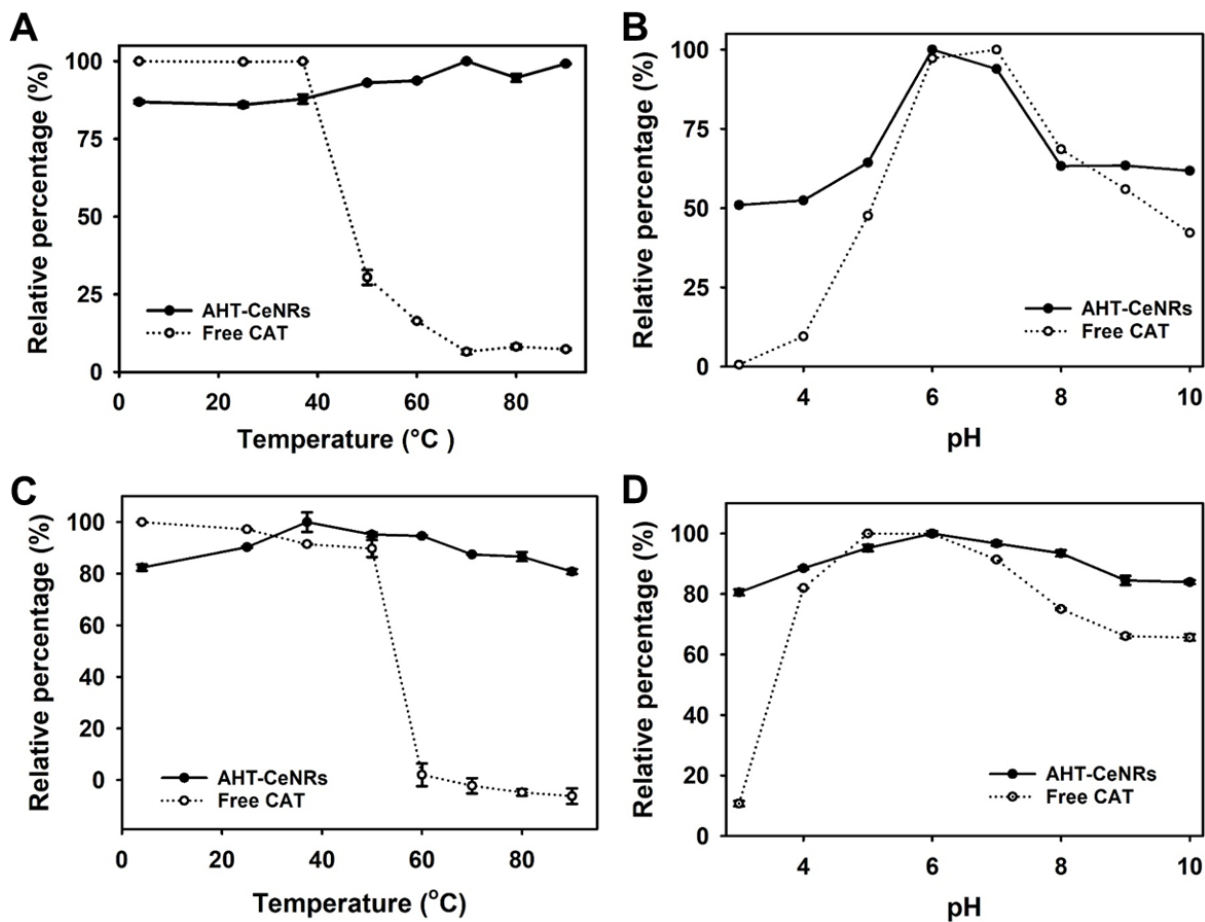 A
Relative percentage (%)
100
75
50
25
0
AHT-CeNRs
Free CAT
0 20 40 60 80
Temperature (°C )
B
Relative percentage (%)
100
75
50
25
0
AHT-CeNRs
Free CAT
4 6 8 10
pH
C
Relative percentage (%)
100
80
60
40
20
0
AHT-CeNRs
Free CAT
0 20 40 60 80
Temperature (°C)
D
Relative percentage (%)
100
80
60
40
20
0
AHT-CeNRs
Free CAT
4 6 8 10
pH